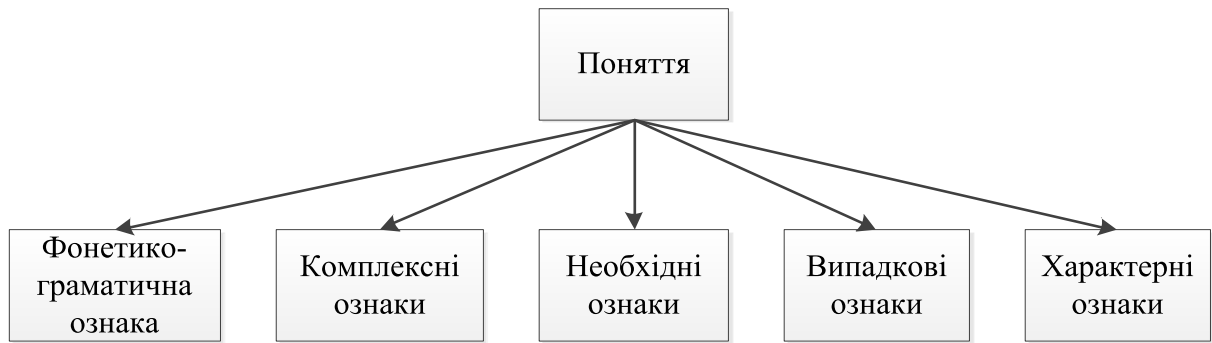 Поняття
Фонетико-
граматична
ознака
Комплексні
ознаки
Необхідні
ознаки
Випадкові
ознаки
Характерні
ознаки